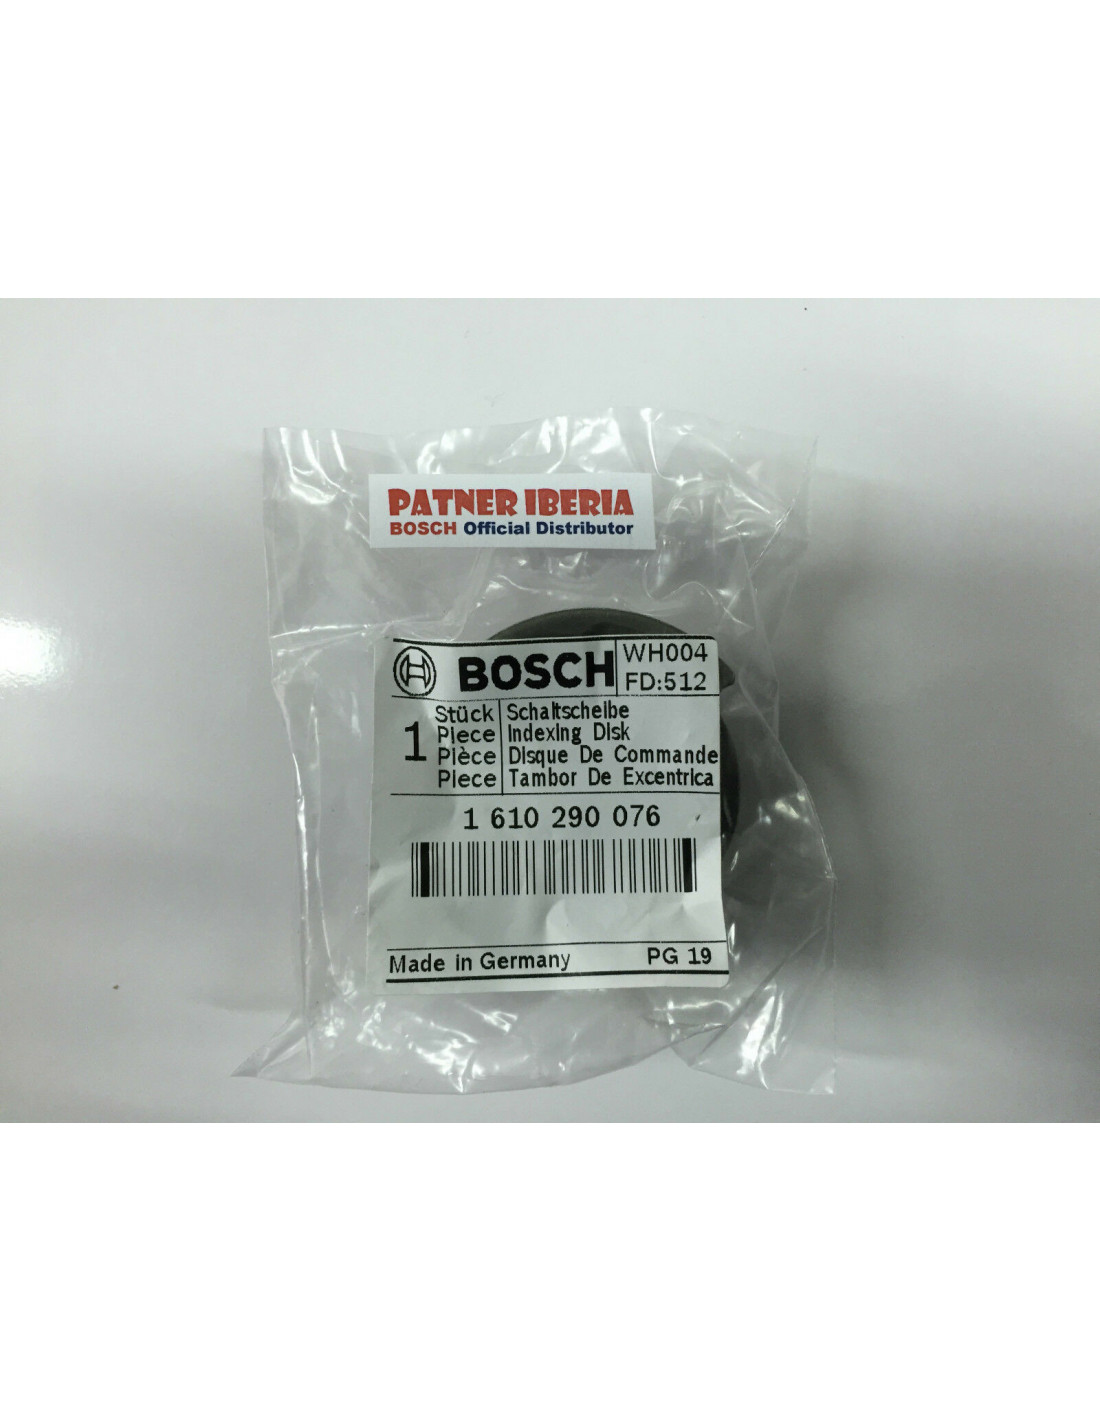 PATNER IBERIA
BOSCH Official Distributor
BOSCH
WH004
FD:512
1
Stück
Piece
Pièce
Piece
Schaltscheibe
Indexing Disk
Disque De Commande
Tambor De Excentrica
1 610 290 076
Made in Germany PG 19